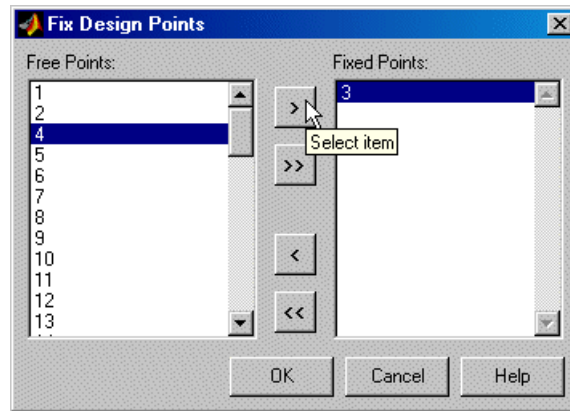 Fix Design Points
Free Points:
Fixed Points:
1
2
4
5
6
7
8
9
10
11
12
13
3
>
Select item
>>
<
<<
OK
Cancel
Help